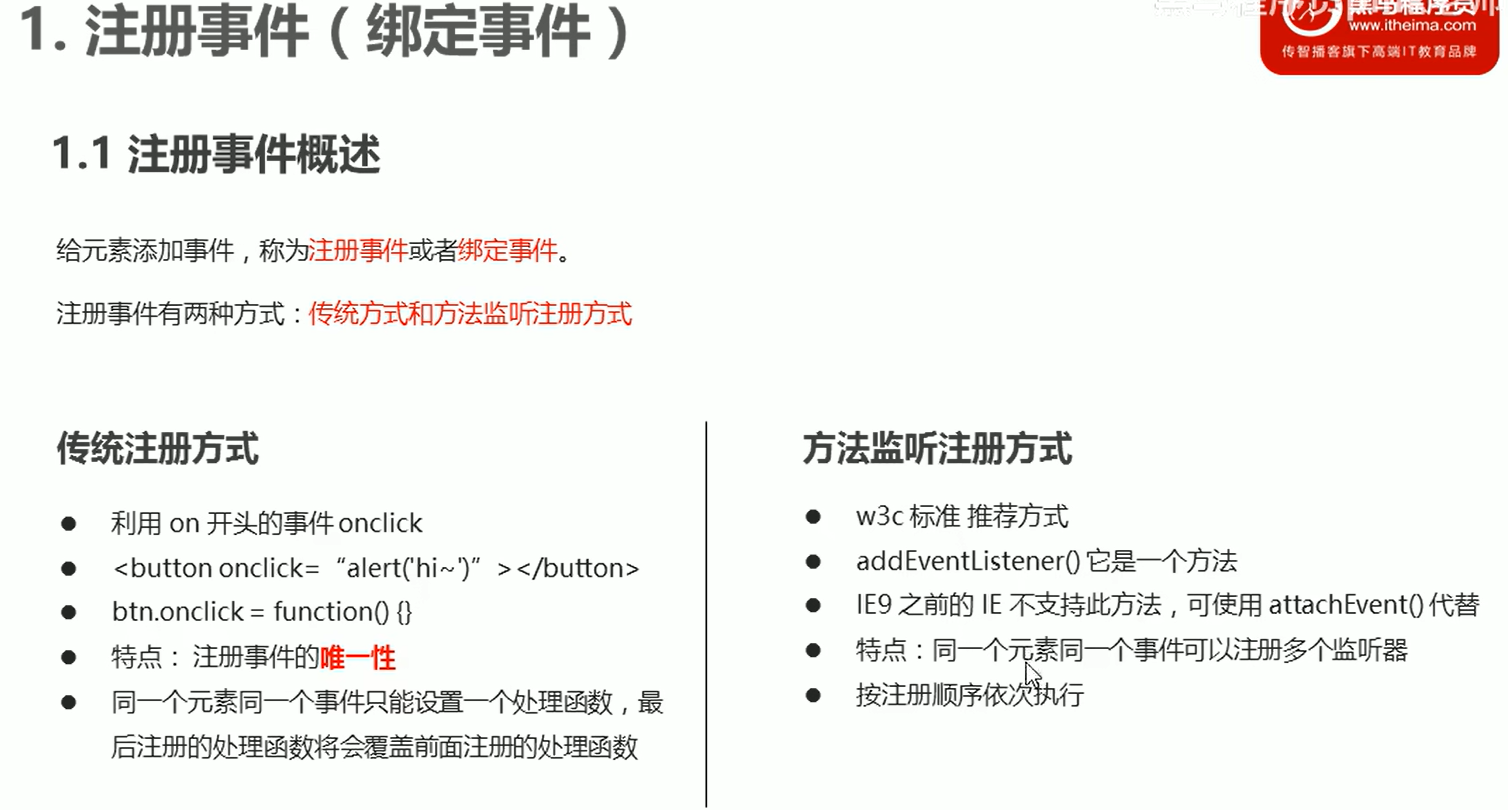 1. 注册事件（绑定事件）
www.itheima.com
传智播客旗下高端IT教育品牌
1.1 注册事件概述
给元素添加事件，称为注册事件或者绑定事件。
注册事件有两种方式：传统方式和方法监听注册方式
传统注册方式
● 利用 on 开头的事件 onclick
● <button onclick=“alert('hi~')”></button>
● btn.onclick = function() {}
● 特点： 注册事件的唯一性
● 同一个元素同一个事件只能设置一个处理函数，最
后注册的处理函数将会覆盖前面注册的处理函数
方法监听注册方式
● w3c 标准 推荐方式
● addEventListener() 它是一个方法
● IE9 之前的 IE 不支持此方法，可使用 attachEvent() 代替
● 特点：同一个元素同一个事件可以注册多个监听器
● 按注册顺序依次执行